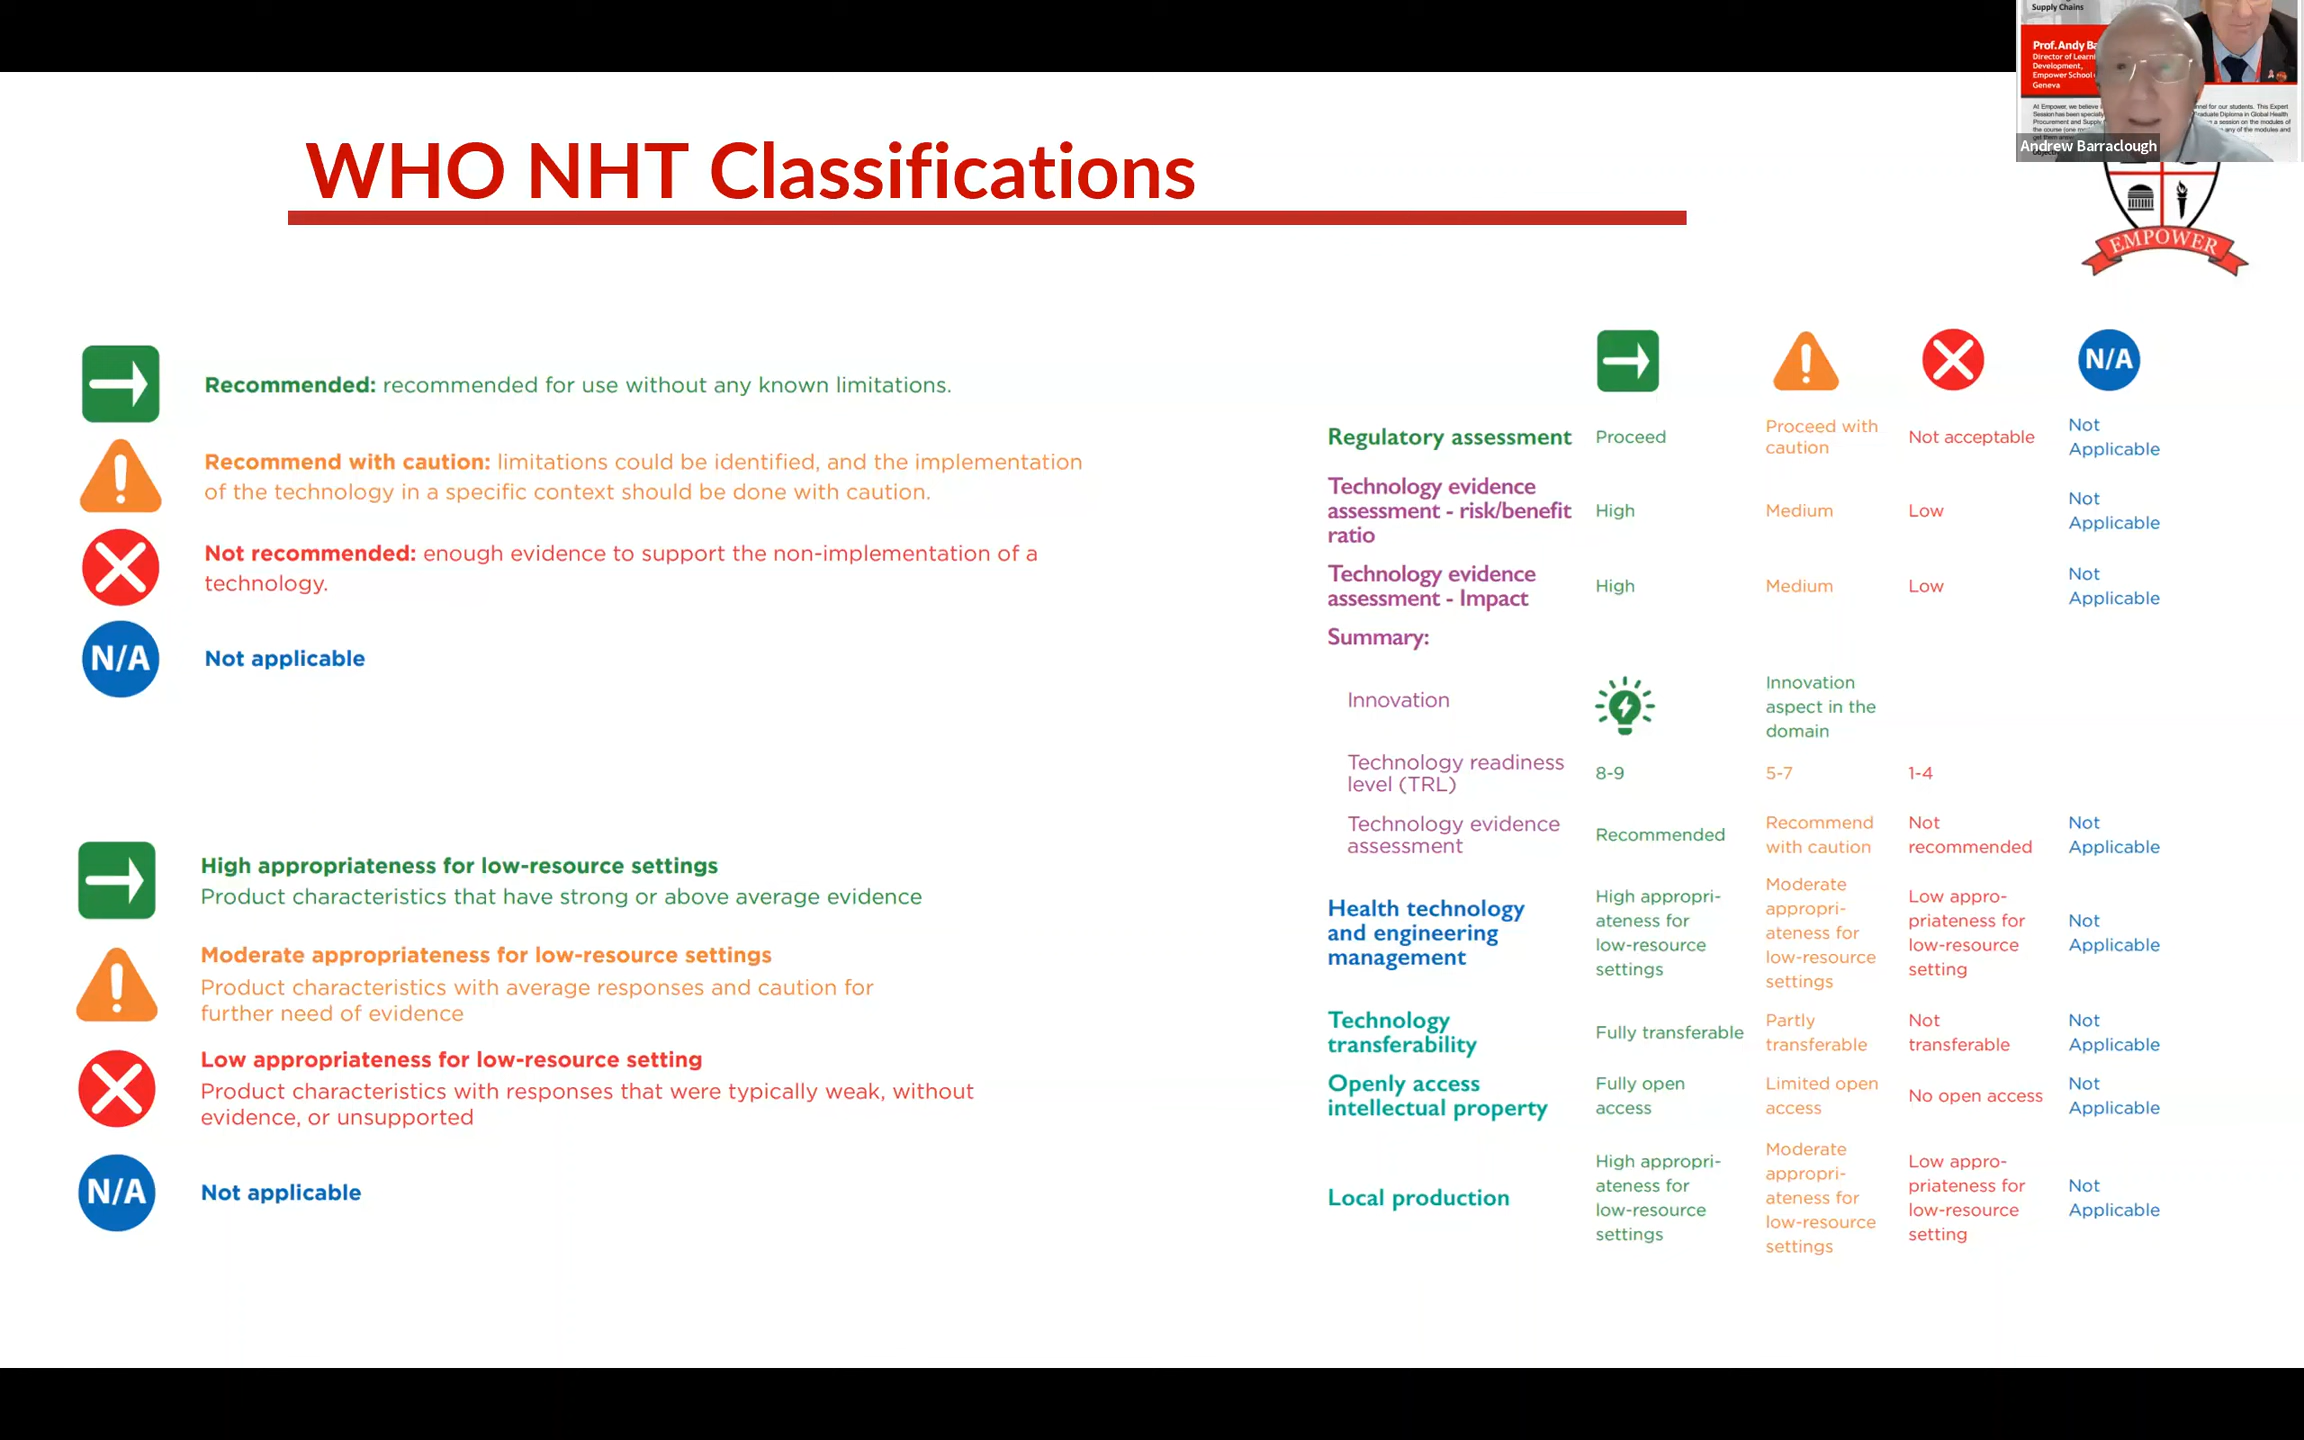 WHO NHT Classifications
Supply Chains
Prof. Andy
Director of
Development,
Empower School
Geneva
Andrew Barraclough
EMPOWER
Recommended: recommended for use without any known limitations.
Recommend with caution: limitations could be identified, and the implementation
of the technology in a specific context should be done with caution.
Not recommended: enough evidence to support the non-implementation of a
technology.
N/A
Not applicable
High appropriateness for low-resource settings
Product characteristics that have strong or above average evidence
Moderate appropriateness for low-resource settings
Product characteristics with average responses and caution for
further need of evidence
Low appropriateness for low-resource setting
Product characteristics with responses that were typically weak, without
evidence, or unsupported
N/A
Not applicable
N/A
Regulatory assessment
Proceed
Proceed with
caution
Not acceptable
Not
Applicable
Technology evidence
assessment - risk/benefit
ratio
High
Medium
Low
Not
Applicable
Technology evidence
assessment - Impact
High
Medium
Low
Not
Applicable
Summary:
Innovation
Innovation
aspect in the
domain
Technology readiness
level (TRL)
8-9
5-7
1-4
Technology evidence
assessment
Recommended
Recommend
with caution
Not
recommended
Not
Applicable
Health technology
and engineering
management
High appropri-
ateness for
low-resource
settings
Moderate
appropri-
ateness for
low-resource
settings
Low appro-
priateness for
low-resource
setting
Not
Applicable
Technology
transferability
Fully transferable
Partly
transferable
Not
transferable
Not
Applicable
Openly access
intellectual property
Fully open
access
Limited open
access
No open access
Not
Applicable
Local production
High appropri-
ateness for
low-resource
settings
Moderate
appropri-
ateness for
low-resource
settings
Low appro-
priateness for
low-resource
setting
Not
Applicable